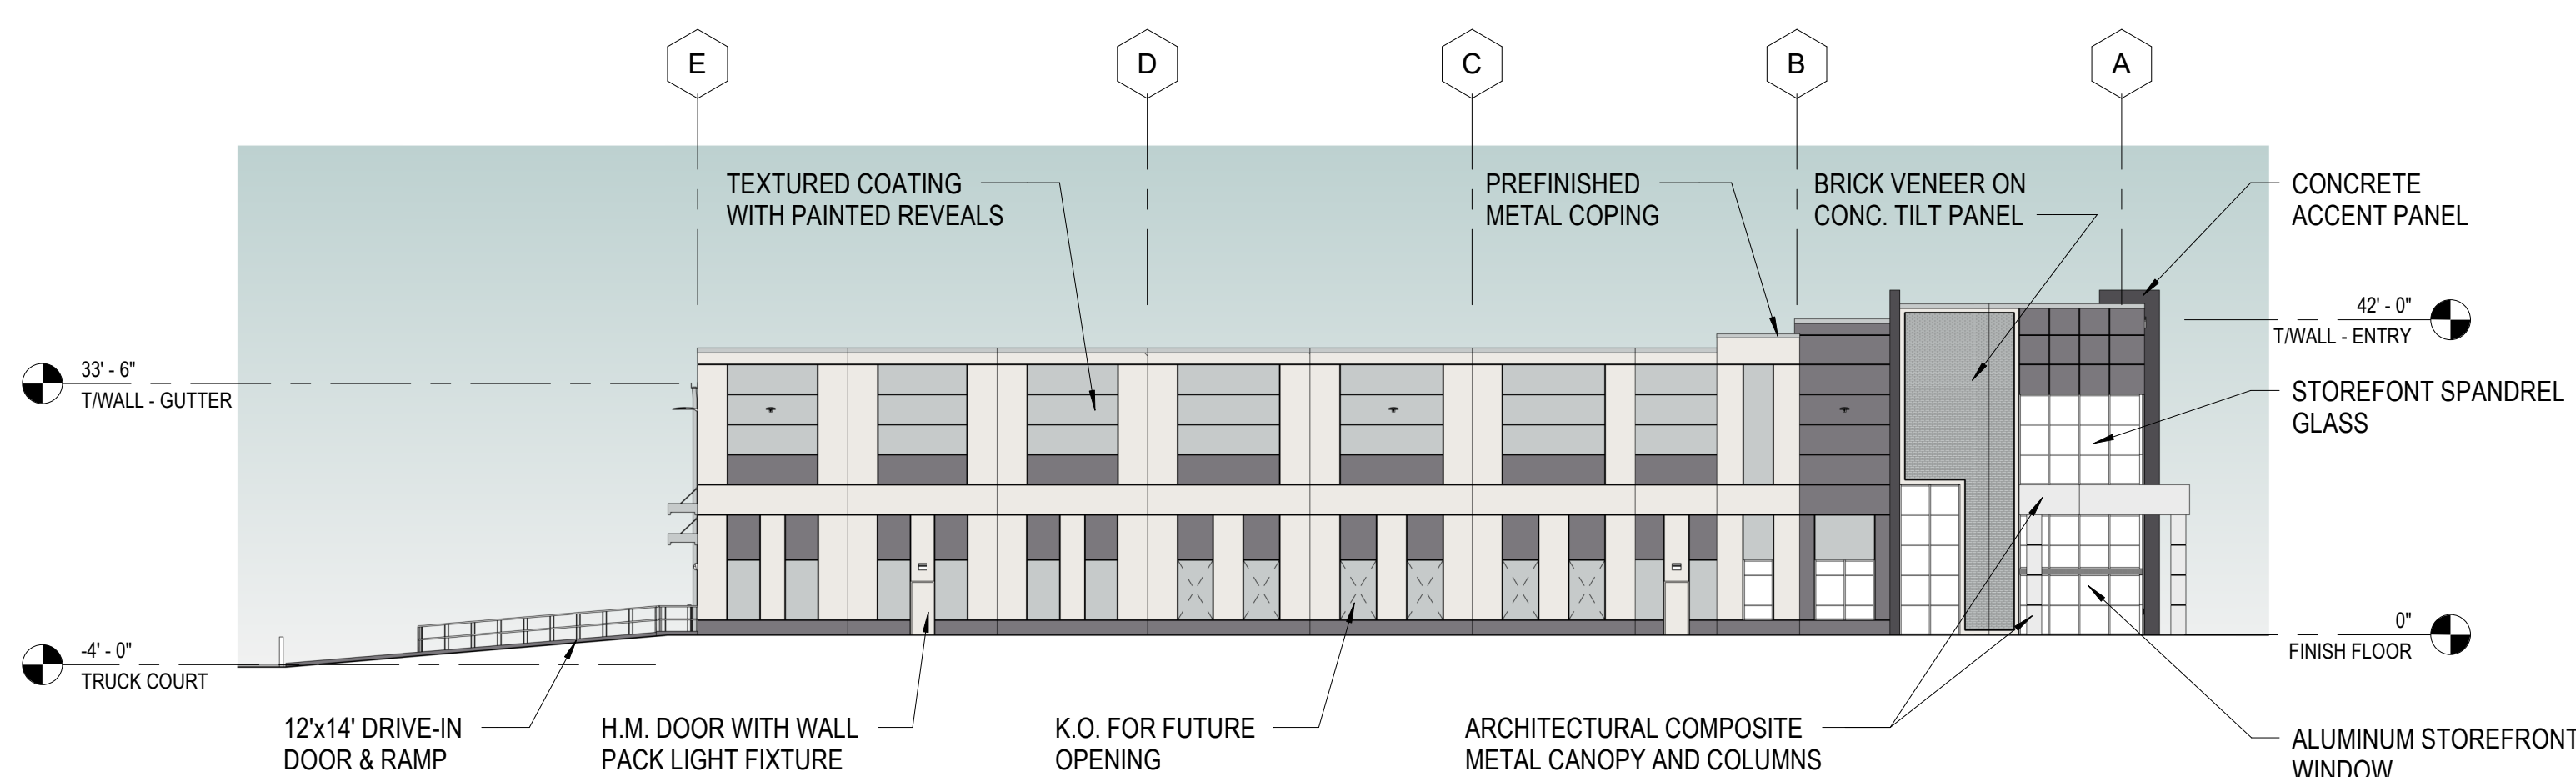 E
D
C
B
A
TEXTURED COATING
WITH PAINTED REVEALS
PREFINISHED
METAL COPING
BRICK VENEER ON
CONC. TILT PANEL
CONCRETE
ACCENT PANEL
42' - 0"
T/WALL - ENTRY
33' - 6"
T/WALL - GUTTER
STOREFONT SPANDREL
GLASS
0"
FINISH FLOOR
-4' - 0"
TRUCK COURT
12'x14' DRIVE-IN
DOOR & RAMP
H.M. DOOR WITH WALL
PACK LIGHT FIXTURE
K.O. FOR FUTURE
OPENING
ARCHITECTURAL COMPOSITE
METAL CANOPY AND COLUMNS
ALUMINUM STOREFRONT
WINDOW